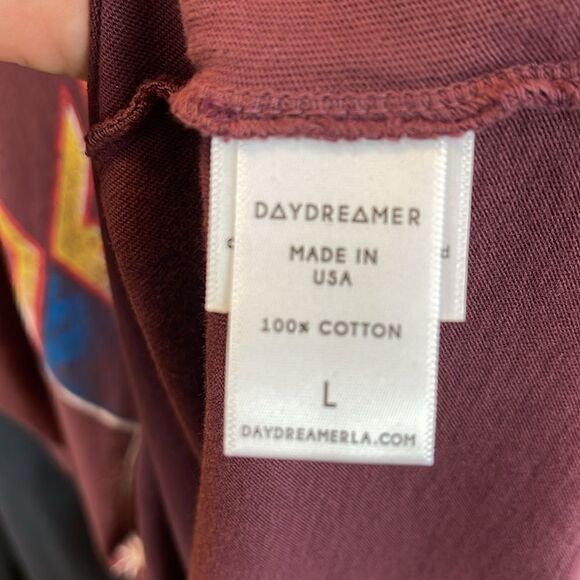 DAYDREAMER
MADE IN
USA
100% COTTON
L
DAYDREAMERLA.COM